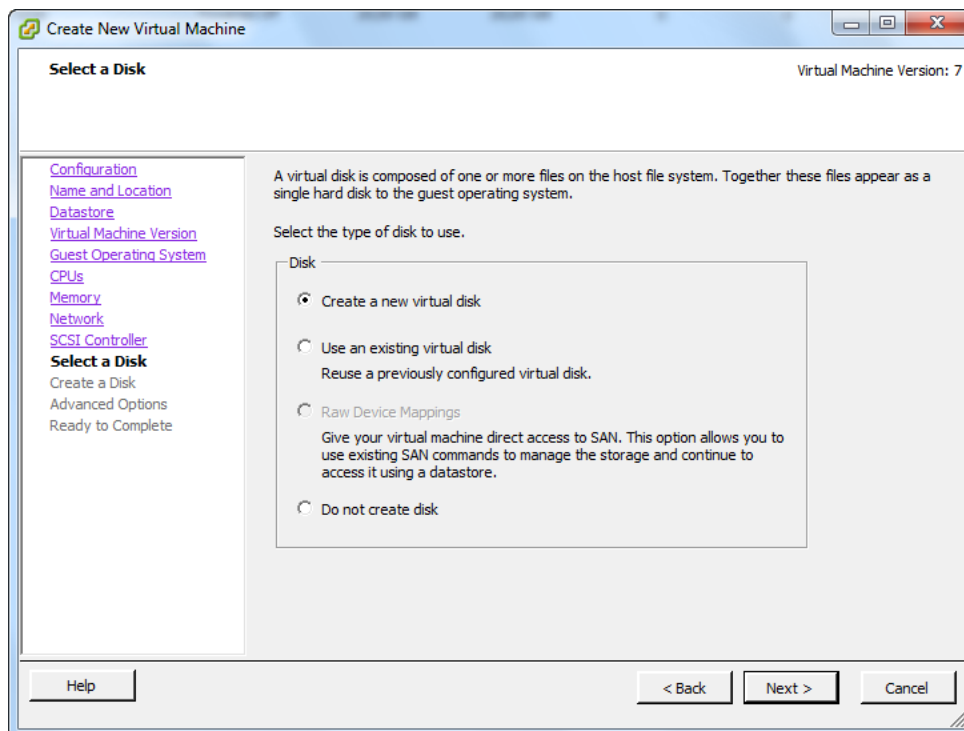 Create New Virtual Machine
Select a Disk
Virtual Machine Version: 7
Configuration
Name and Location
Datastore
Virtual Machine Version
Guest Operating System
CPUs
Memory
Network
SCSI Controller
Select a Disk
Create a Disk
Advanced Options
Ready to Complete
A virtual disk is composed of one or more files on the host file system. Together these files appear as a
single hard disk to the guest operating system.
Select the type of disk to use.
Disk
Create a new virtual disk
Use an existing virtual disk
Reuse a previously configured virtual disk.
Raw Device Mappings
Give your virtual machine direct access to SAN. This option allows you to
use existing SAN commands to manage the storage and continue to
access it using a datastore.
Do not create disk
Help
< Back
Next >
Cancel